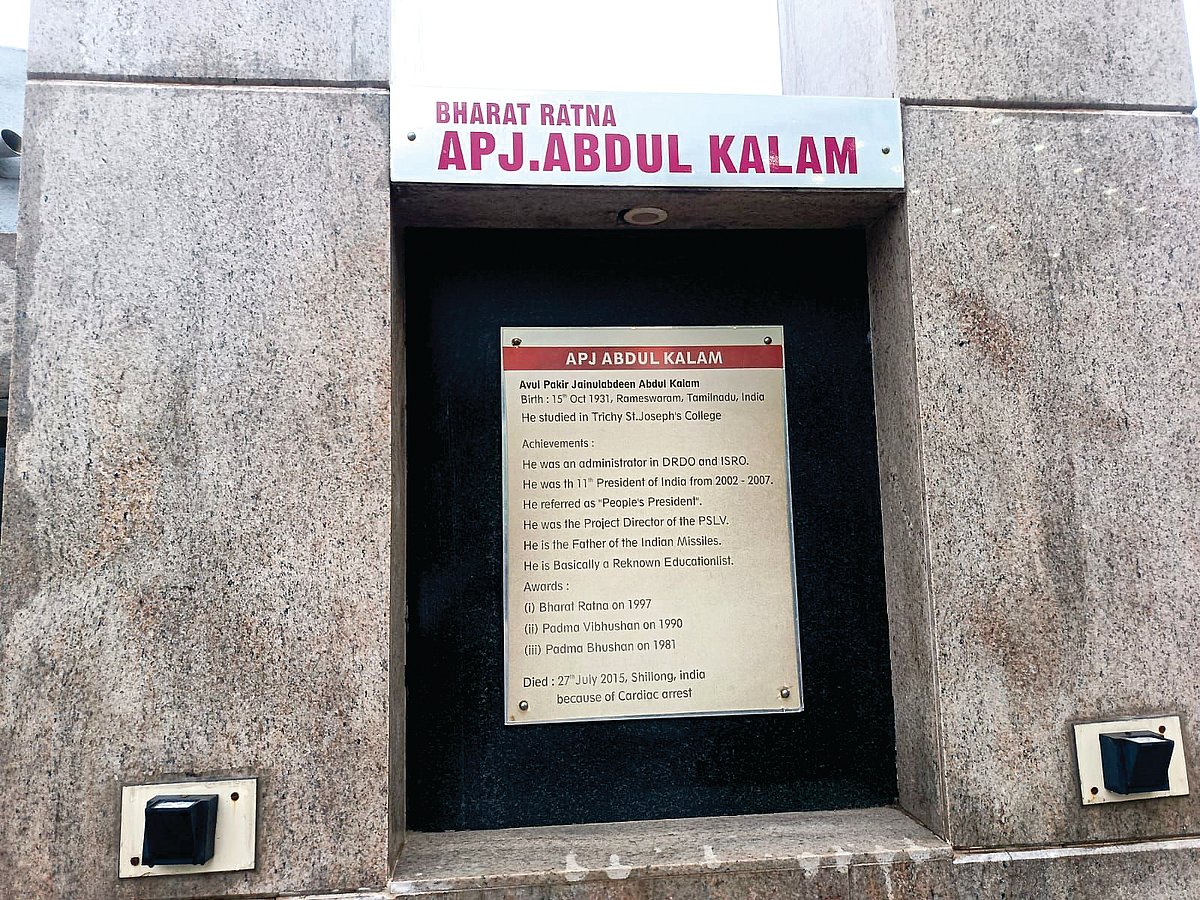 BHARAT RATNA
APJ.ABDUL KALAM
APJ ABDUL KALAM
Avul Pakir Jainulabdeen Abdul Kalam
Birth : 15th Oct 1931, Rameswaram, Tamilnadu, India
He studied in Trichy St.Joseph's College
Achievements :
He was an administrator in DRDO and ISRO.
He was th 11th President of India from 2002 - 2007.
He referred as "People's President".
He was the Project Director of the PSLV.
He is the Father of the Indian Missiles.
He is Basically a Reknown Educationlist.
Awards :
(i) Bharat Ratna on 1997
(ii) Padma Vibhushan on 1990
(iii) Padma Bhushan on 1981
Died : 27th July 2015, Shillong, india
because of Cardiac arrest